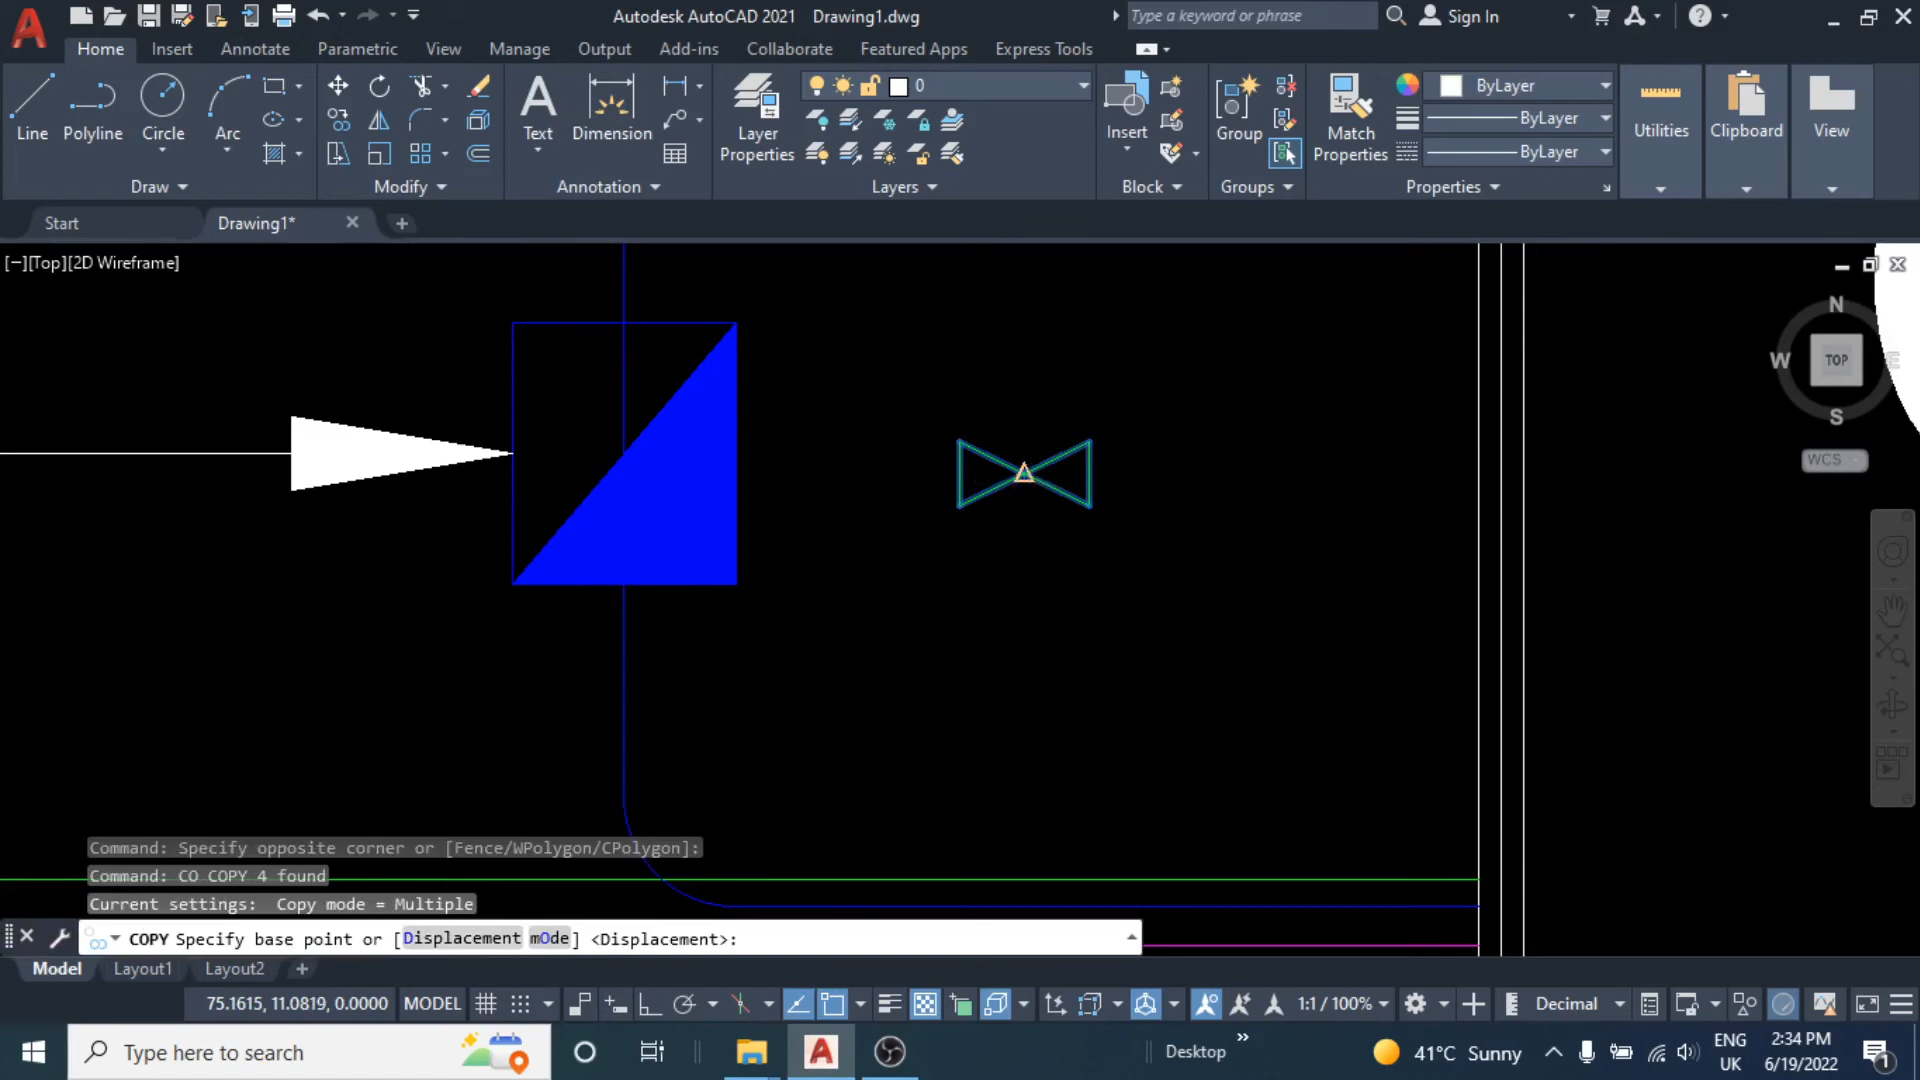 Autodesk AutoCAD 2021 Drawing1.dwg
Type a keyword or phrase
Sign In
Home Insert Annotate Parametric View Manage Output Add-ins Collaborate Featured Apps Express Tools
0
ByLayer
Line Polyline Circle Arc
Text Dimension
Layer Properties
Insert
Group
Match Properties
ByLayer
ByLayer
Utilities Clipboard View
Draw Modify Annotation Layers Block Groups Properties
Start Drawing1*
[−][Top][2D Wireframe]
N
W TOP E
S
WCS
Command: Specify opposite corner or [Fence/WPolygon/CPolygon]:
Command: CO COPY 4 found
Current settings: Copy mode = Multiple
COPY Specify base point or [Displacement mOde] <Displacement>:
Model Layout1 Layout2
75.1615, 11.0819, 0.0000 MODEL 1:1 / 100% Decimal
Type here to search
Desktop
41°C Sunny
ENG
UK
2:34 PM
6/19/2022
1